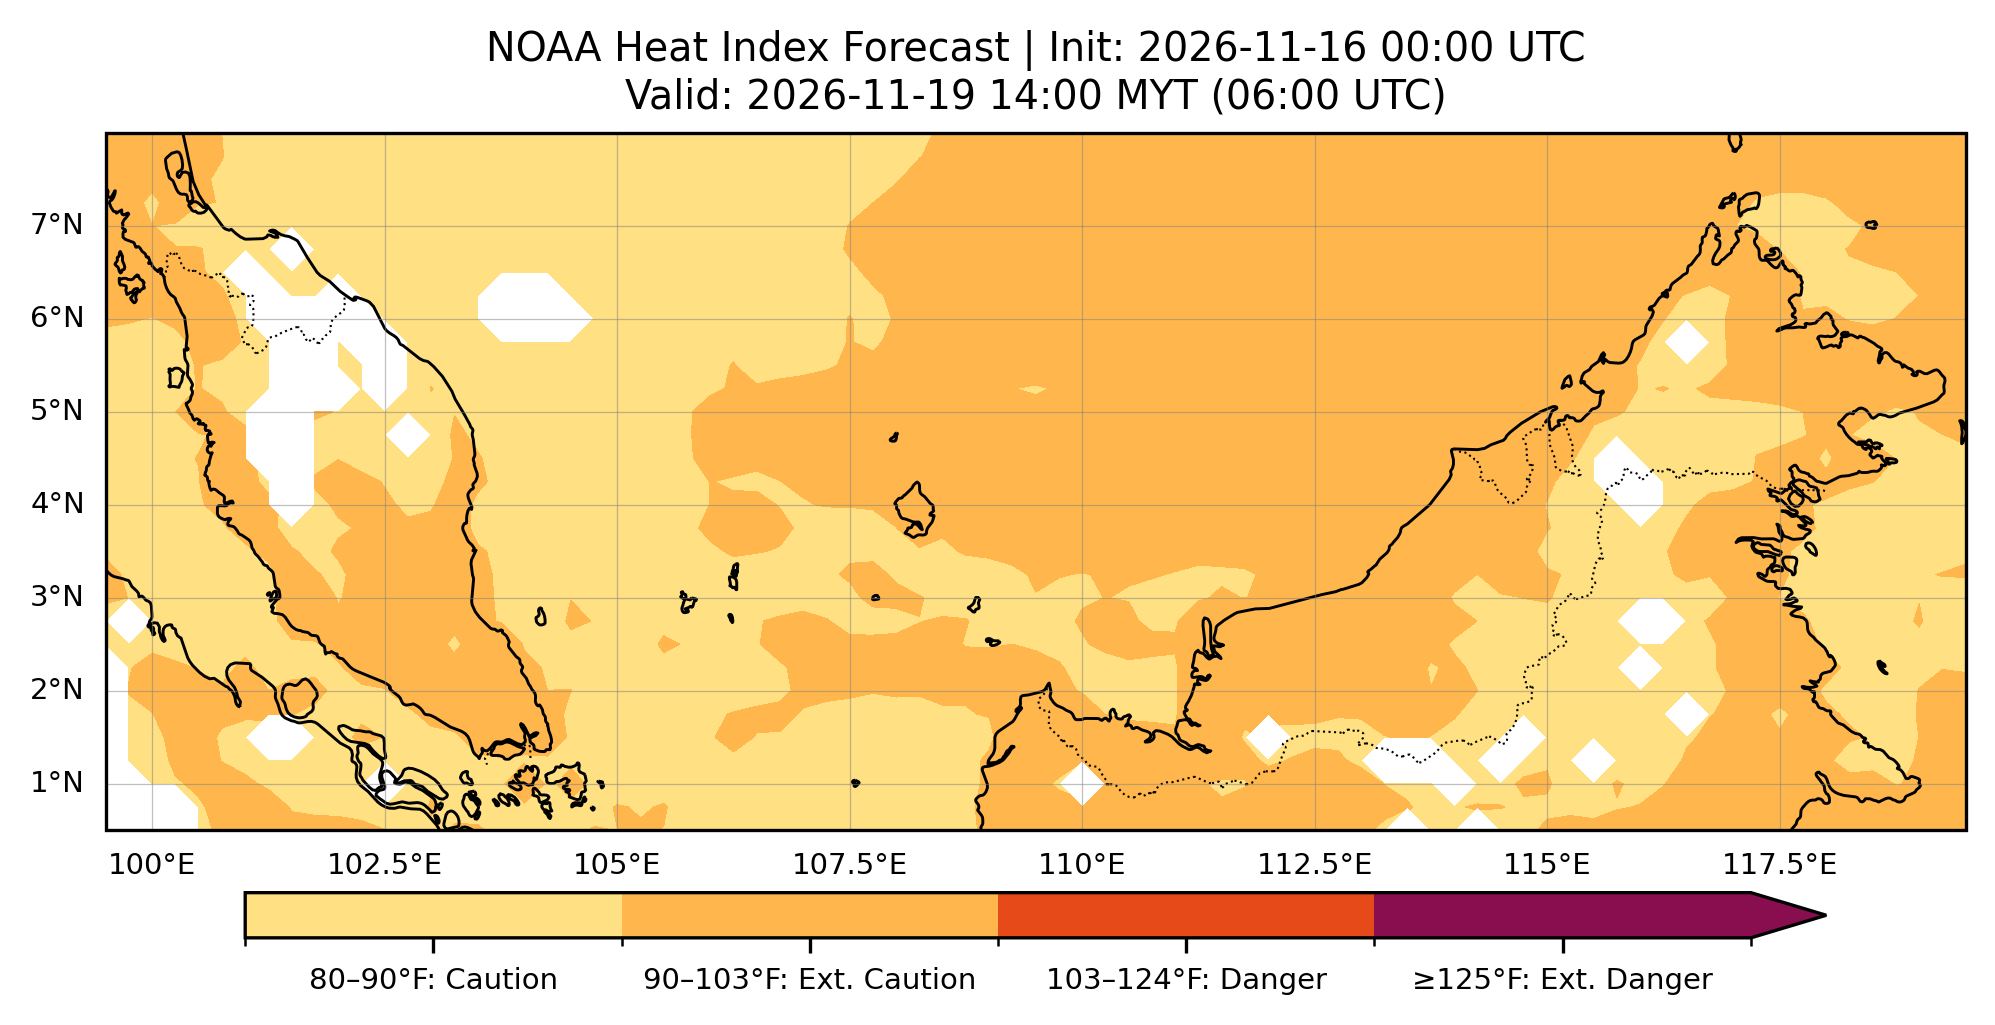 NOAA Heat Index Forecast | Init: 2026-11-16 00:00 UTC
Valid: 2026-11-19 14:00 MYT (06:00 UTC)
7°N
6°N
5°N
4°N
3°N
2°N
1°N
100°E 102.5°E 105°E 107.5°E 110°E 112.5°E 115°E 117.5°E
80–90°F: Caution 90–103°F: Ext. Caution 103–124°F: Danger ≥125°F: Ext. Danger